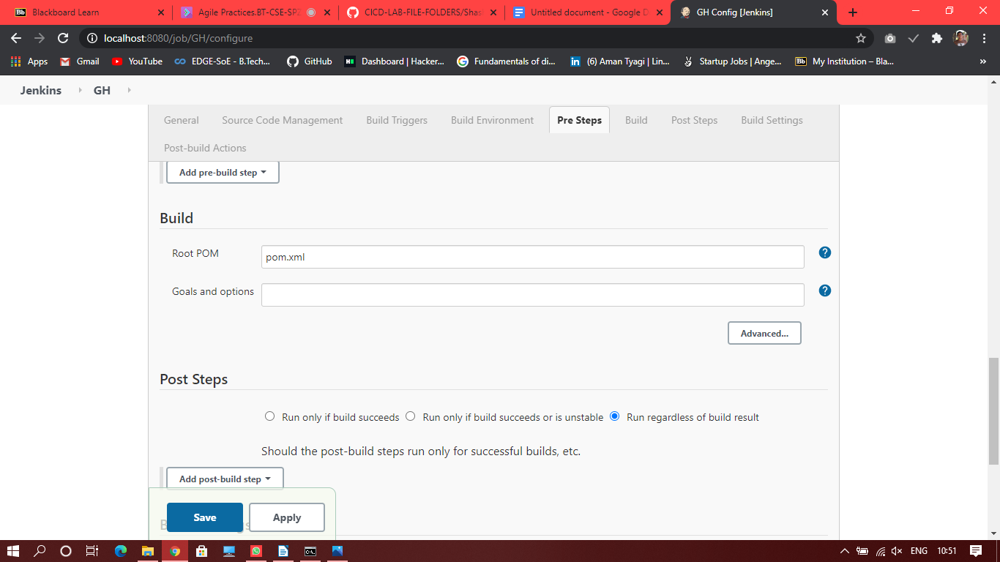 Blackboard Learn
Agile Practices.BT-CSE-SPZ
CICD-LAB-FILE-FOLDERS/Shas
Untitled document - Google D
GH Config [Jenkins]
localhost:8080/job/GH/configure
Apps
Gmail
YouTube
EDGE-SoE - B.Tech...
GitHub
Dashboard | Hacker...
Fundamentals of di...
(6) Aman Tyagi | Lin...
Startup Jobs | Ange...
My Institution – Bla...
Jenkins
GH
General
Source Code Management
Build Triggers
Build Environment
Pre Steps
Build
Post Steps
Build Settings
Post-build Actions
Add pre-build step
Build
Root POM
pom.xml
Goals and options
Advanced...
Post Steps
Run only if build succeeds
Run only if build succeeds or is unstable
Run regardless of build result
Should the post-build steps run only for successful builds, etc.
Add post-build step
Save
Apply
ENG
10:51